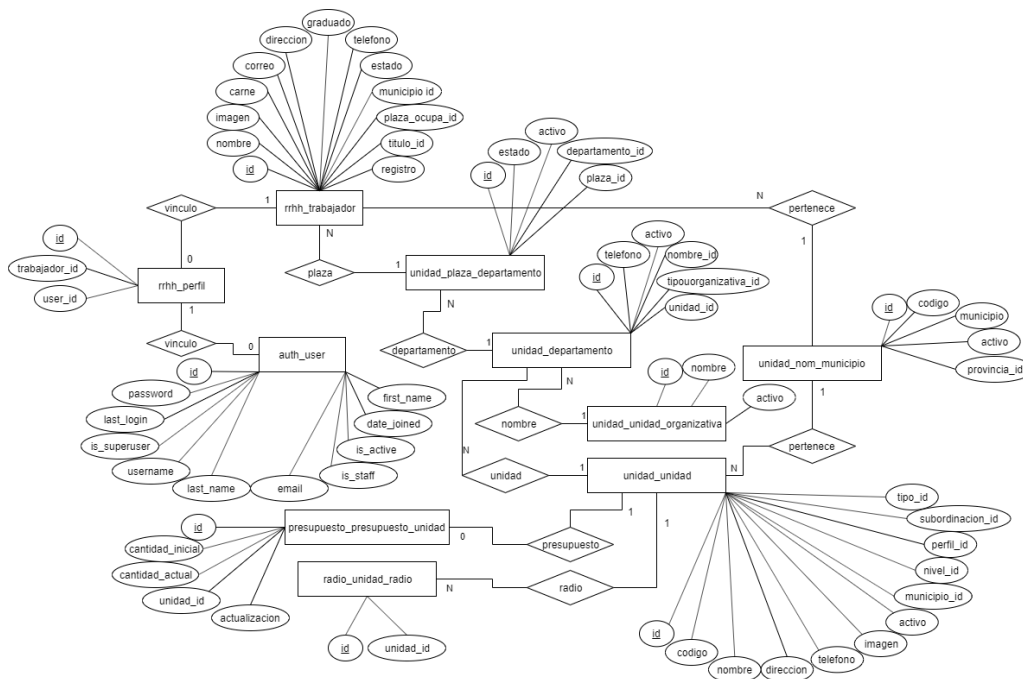 graduado
direccion
telefono
correo
estado
carne
municipio id
imagen
plaza_ocupa_id
nombre
titulo_id
id
registro
activo
estado
departamento_id
id
plaza_id
vinculo
1
rrhh_trabajador
N
pertenece
N
1
0
plaza
1
unidad_plaza_departamento
id
trabajador_id
user_id
rrhh_perfil
1
N
activo
telefono
nombre_id
id
tipouorganizativa_id
unidad_id
codigo
id
municipio
activo
provincia_id
vinculo
0
auth_user
departamento
1
unidad_departamento
unidad_nom_municipio
N
1
id
password
last_login
is_superuser
username
last_name
email
is_staff
is_active
date_joined
first_name
nombre
id
activo
nombre
1
unidad_unidad_organizativa
pertenece
N
N
unidad
1
unidad_unidad
1
1
tipo_id
subordinacion_id
perfil_id
nivel_id
municipio_id
activo
imagen
telefono
direccion
nombre
codigo
id
id
cantidad_inicial
cantidad_actual
unidad_id
actualizacion
presupuesto_presupuesto_unidad
0
presupuesto
radio_unidad_radio
N
radio
id
unidad_id